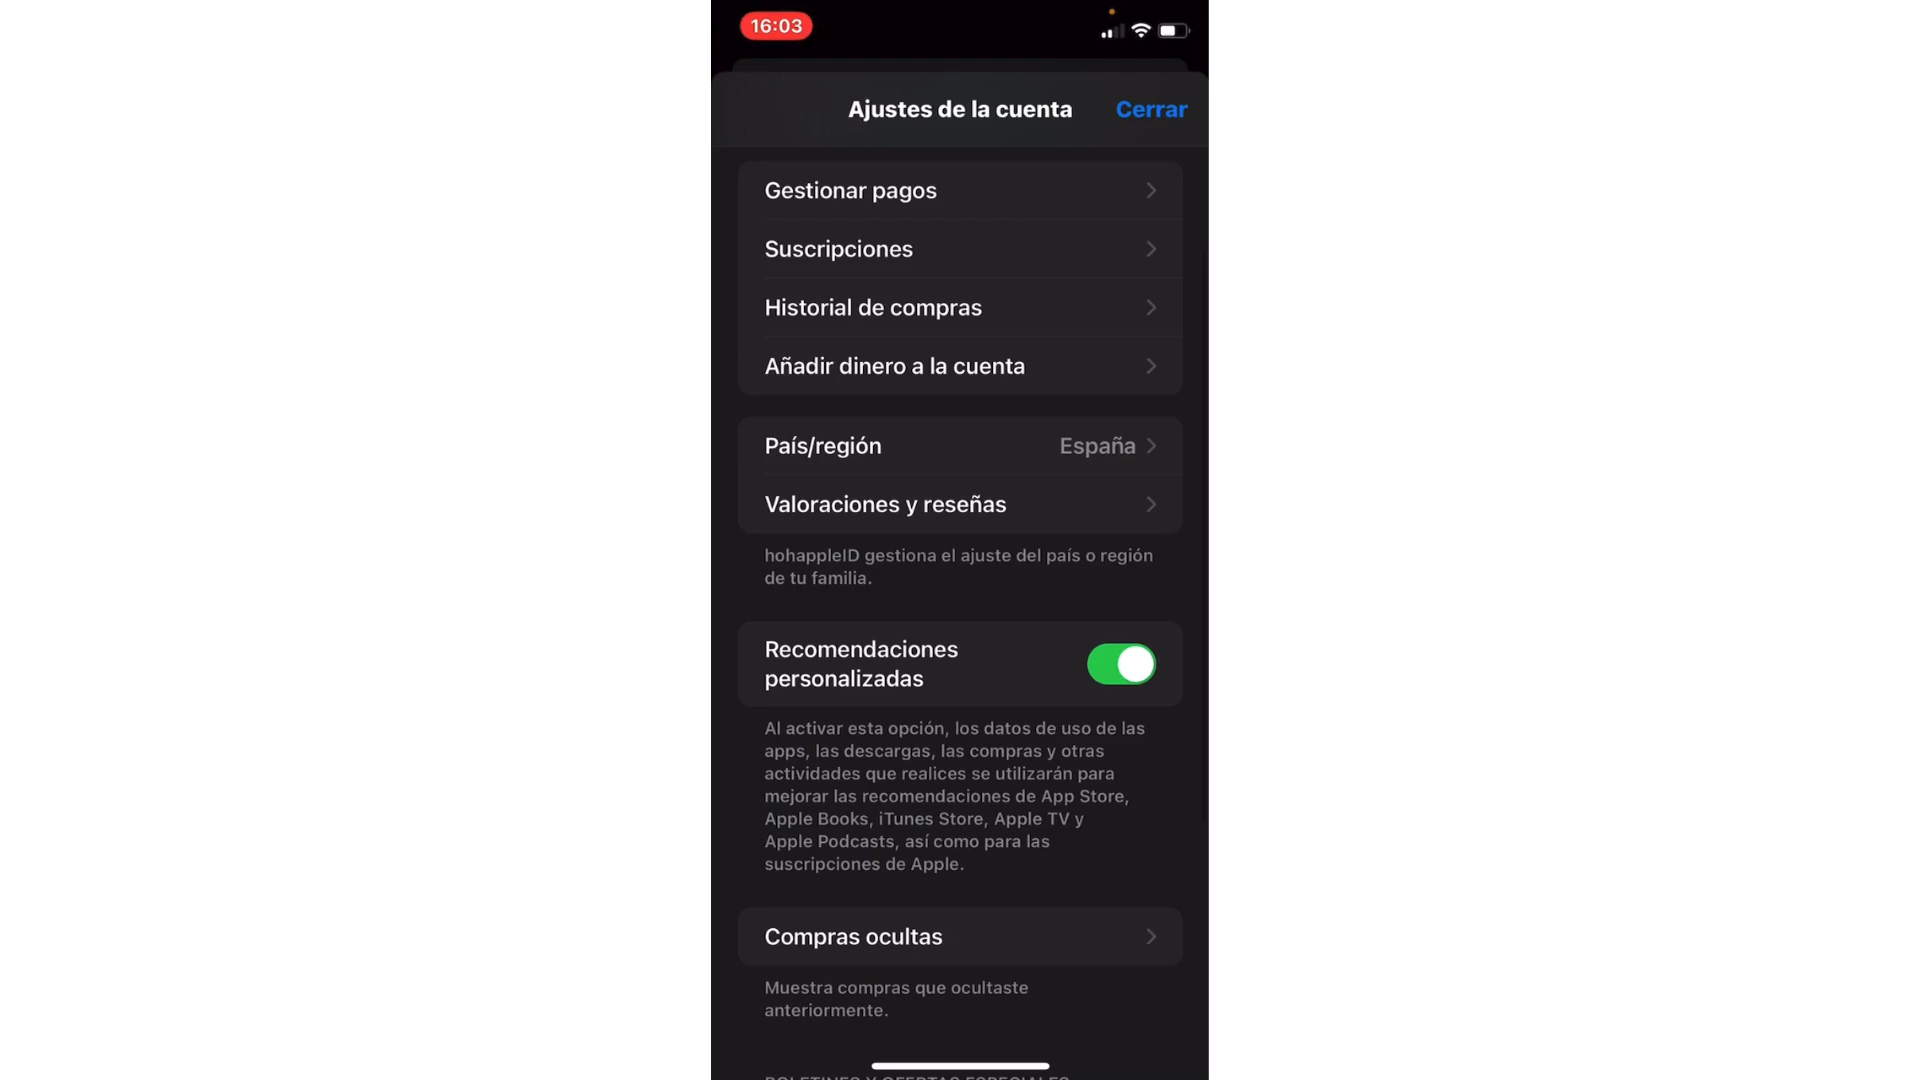 16:03
Ajustes de la cuenta
Cerrar
Gestionar pagos
Suscripciones
Historial de compras
Añadir dinero a la cuenta
País/región España
Valoraciones y reseñas
hohappleID gestiona el ajuste del país o región
de tu familia.
Recomendaciones
personalizadas
Al activar esta opción, los datos de uso de las
apps, las descargas, las compras y otras
actividades que realices se utilizarán para
mejorar las recomendaciones de App Store,
Apple Books, iTunes Store, Apple TV y
Apple Podcasts, así como para las
suscripciones de Apple.
Compras ocultas
Muestra compras que ocultaste
anteriormente.
BOLETINES Y OFERTAS ESPECIALES